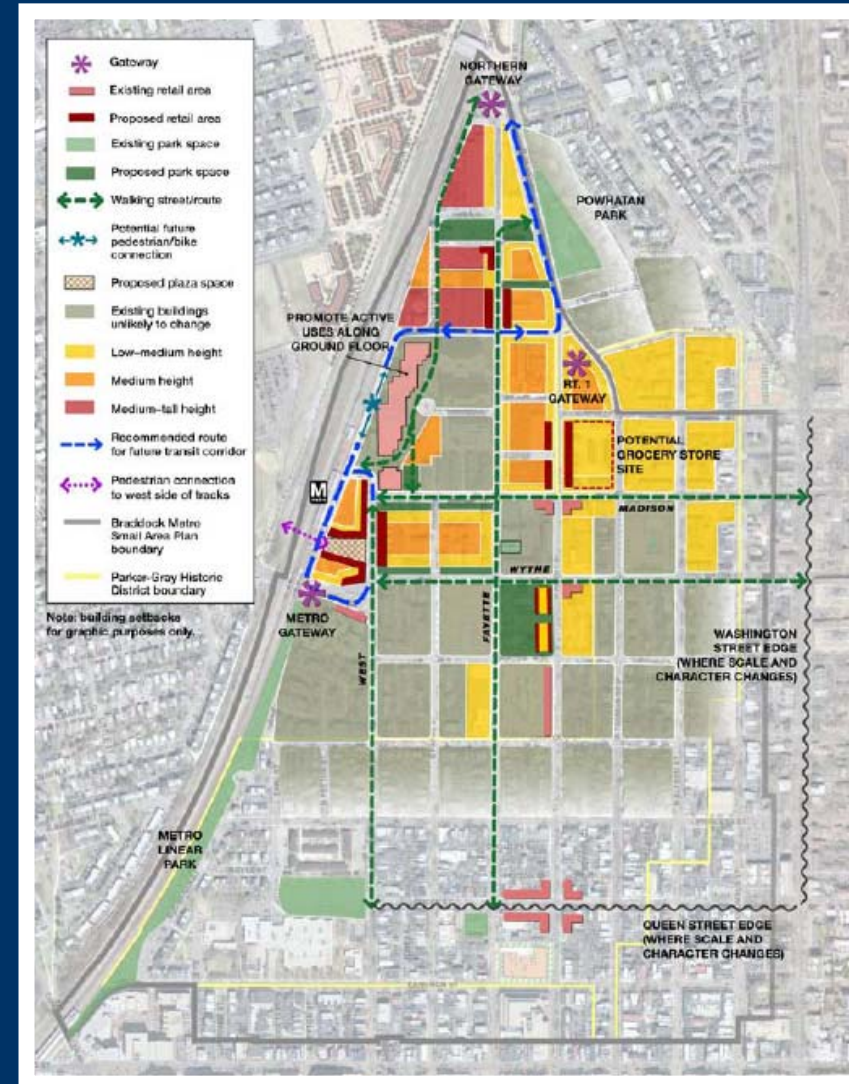 Gateway
Existing retail area
Proposed retail area
Existing park space
Proposed park space
Walking street/route
Potential future
pedestrian/bike
connection
Proposed plaza space
Existing buildings
unlikely to change
Low–medium height
Medium height
Medium–tall height
Recommended route
for future transit corridor
Pedestrian connection
to west side of tracks
Braddock Metro
Small Area Plan
boundary
Parker-Gray Historic
District boundary
Note: building setbacks
for graphic purposes only.
NORTHERN
GATEWAY
POWHATAN
PARK
PROMOTE ACTIVE
USES ALONG
GROUND FLOOR
RT. 1
GATEWAY
POTENTIAL
GROCERY STORE
SITE
M
MADISON
WYTHE
METRO
GATEWAY
WEST
FAYETTE
WASHINGTON
STREET EDGE
(WHERE SCALE AND
CHARACTER CHANGES)
METRO
LINEAR
PARK
QUEEN STREET EDGE
(WHERE SCALE AND
CHARACTER CHANGES)